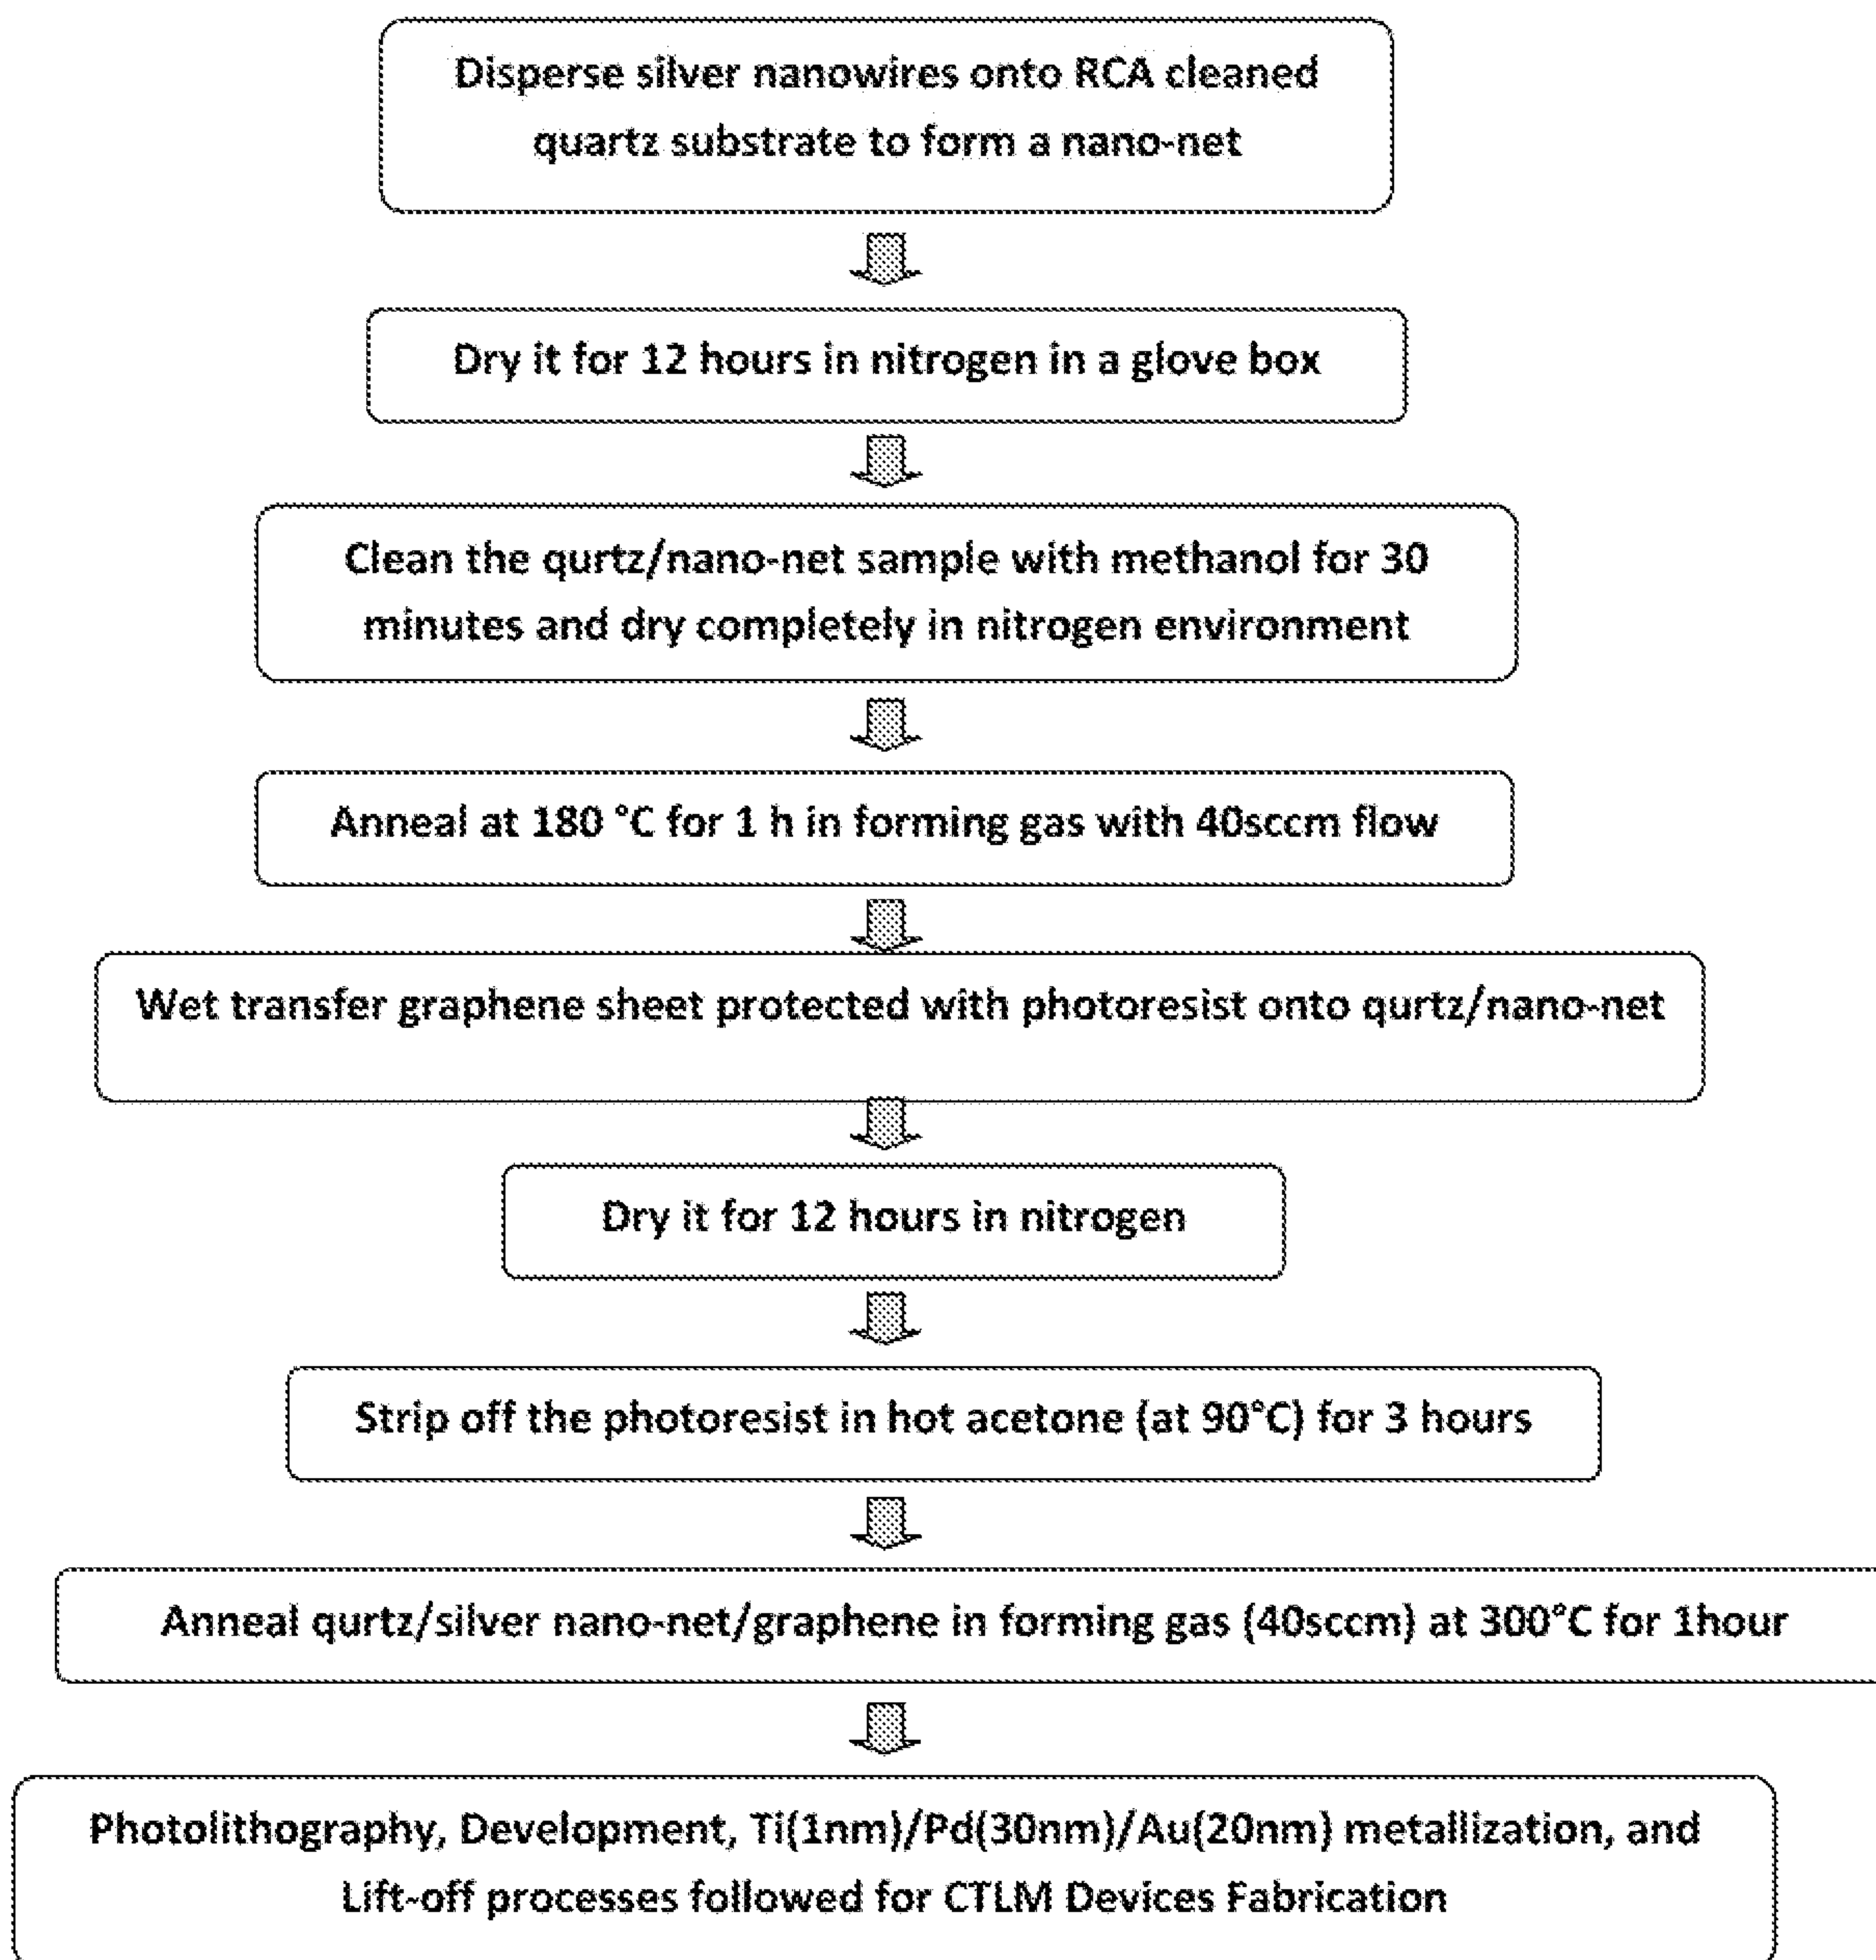 Disperse silver nanowires onto RCA cleaned
quartz substrate to form a nano-net
Dry it for 12 hours in nitrogen in a glove box
Clean the qurtz/nano-net sample with methanol for 30
minutes and dry completely in nitrogen environment
Anneal at 180 °C for 1 h in forming gas with 40sccm flow
Wet transfer graphene sheet protected with photoresist onto qurtz/nano-net
Dry it for 12 hours in nitrogen
Strip off the photoresist in hot acetone (at 90°C) for 3 hours
Anneal qurtz/silver nano-net/graphene in forming gas (40sccm) at 300°C for 1hour
Photolithography, Development, Ti(1nm)/Pd(30nm)/Au(20nm) metallization, and
Lift-off processes followed for CTLM Devices Fabrication